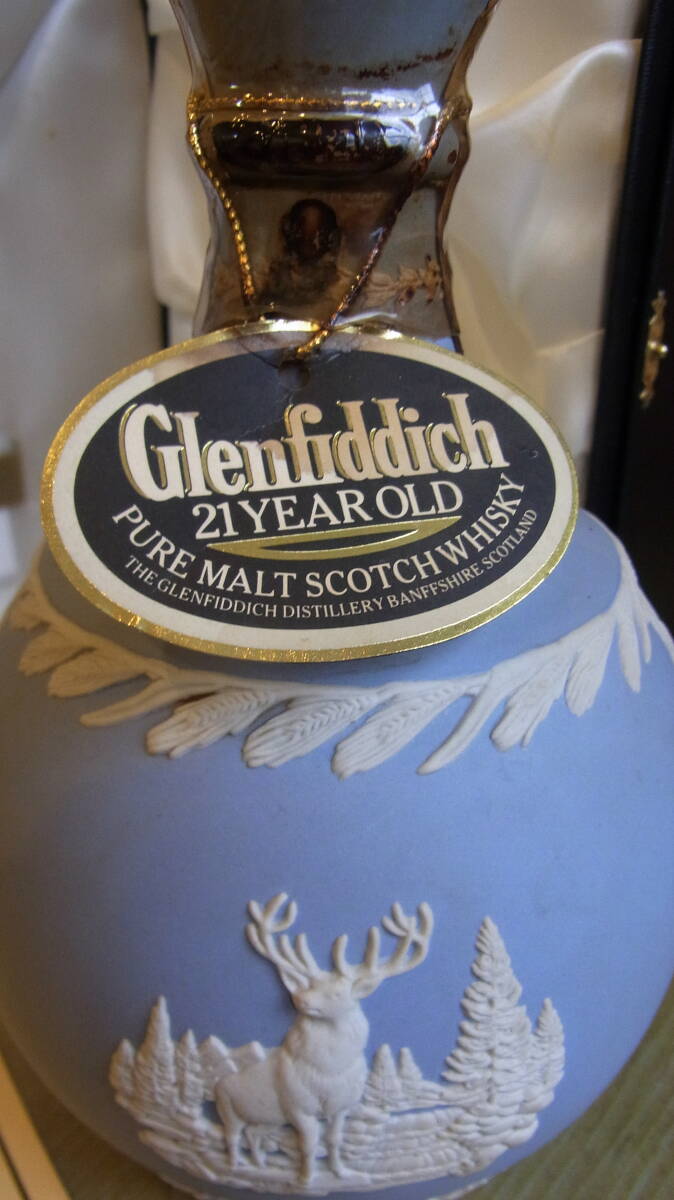 Glenfiddich
21 YEAR OLD
PURE MALT SCOTCH WHISKY
THE GLENFIDDICH DISTILLERY BANFFSHIRE SCOTLAND